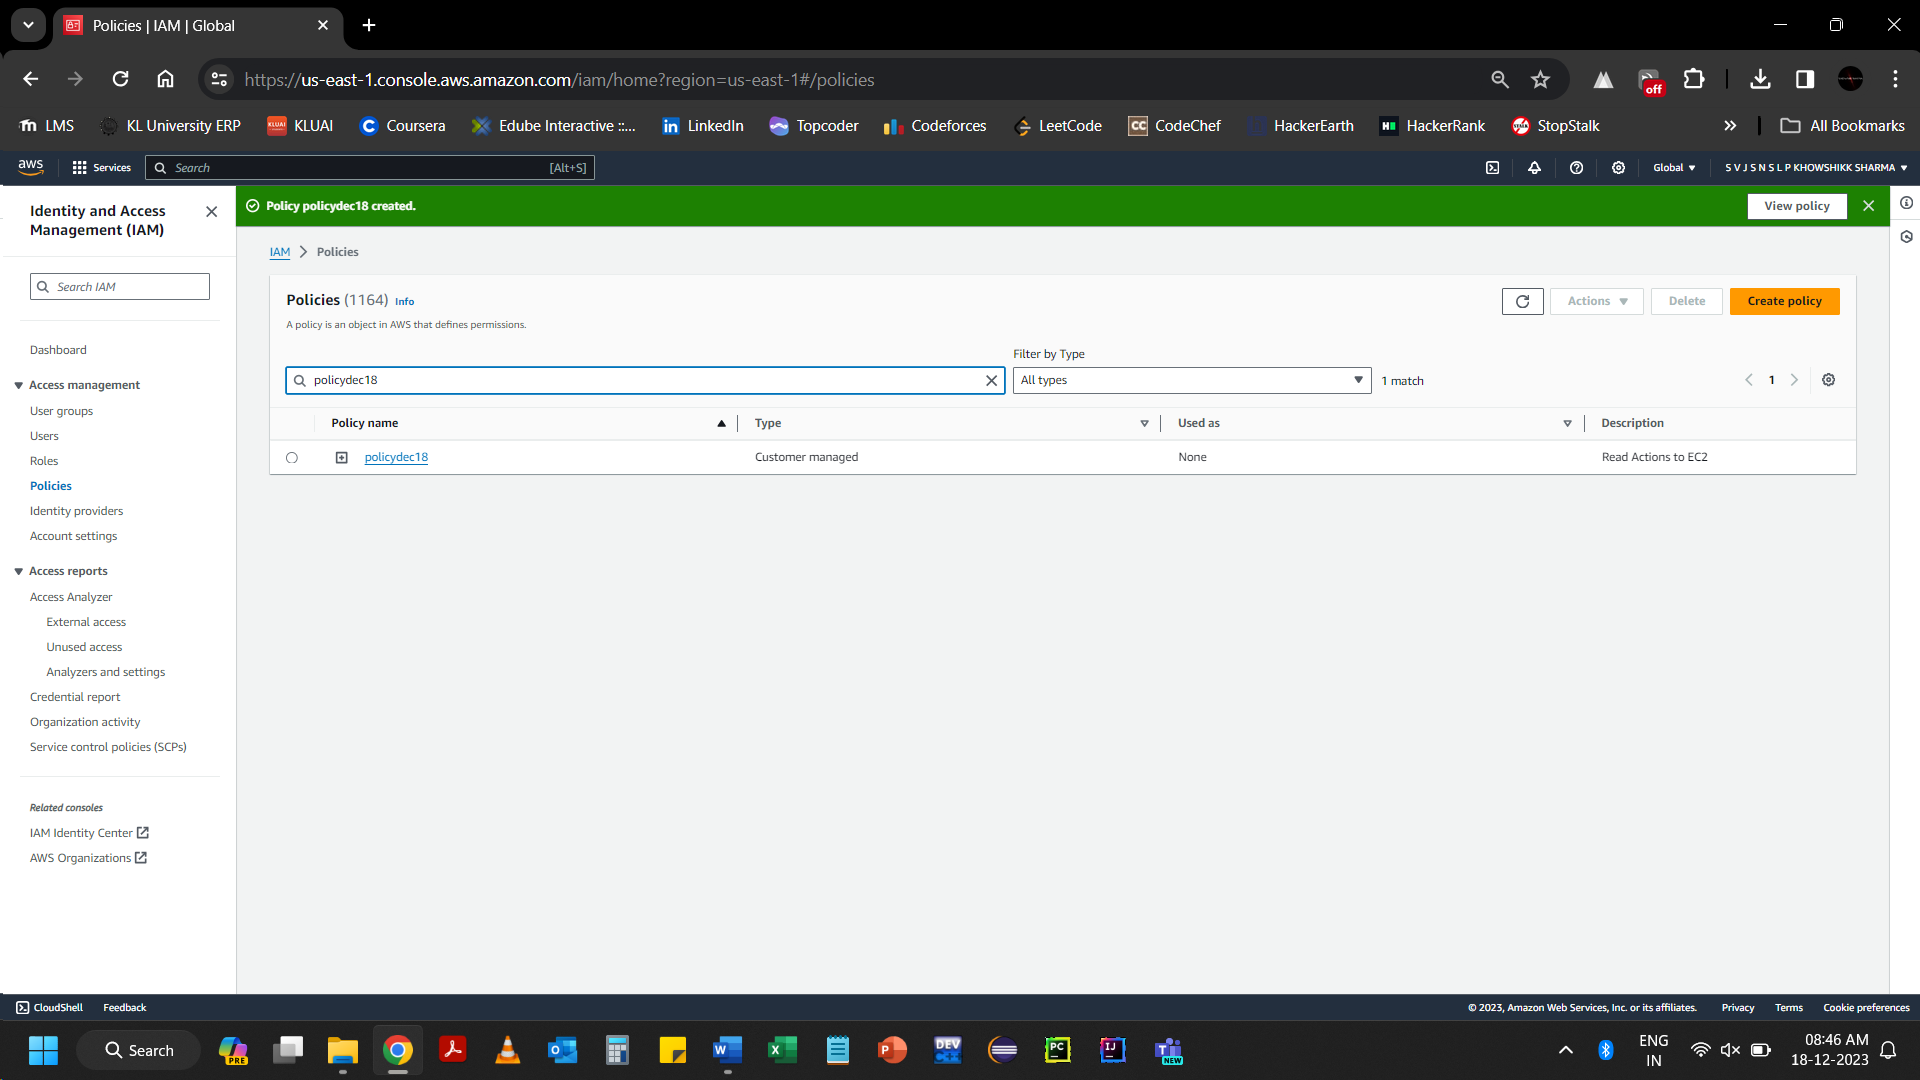 Policies | IAM | Global
https://us-east-1.console.aws.amazon.com/iam/home?region=us-east-1#/policies
off
LMS
KL University ERP
KLUAI
KLUAI
Coursera
Edube Interactive ::...
LinkedIn
Topcoder
Codeforces
LeetCode
CodeChef
HackerEarth
HackerRank
StopStalk
All Bookmarks
aws
Services
Search
[Alt+S]
Global
S V J S N S L P KHOWSHIKK SHARMA
Identity and Access
Management (IAM)
Search IAM
Dashboard
Access management
User groups
Users
Roles
Policies
Identity providers
Account settings
Access reports
Access Analyzer
External access
Unused access
Analyzers and settings
Credential report
Organization activity
Service control policies (SCPs)
Related consoles
IAM Identity Center
AWS Organizations
Policy policydec18 created.
View policy
IAM > Policies
Policies (1164) Info
A policy is an object in AWS that defines permissions.
Actions
Delete
Create policy
Filter by Type
policydec18
All types
1 match
1
Policy name
Type
Used as
Description
policydec18
Customer managed
None
Read Actions to EC2
CloudShell
Feedback
© 2023, Amazon Web Services, Inc. or its affiliates.
Privacy
Terms
Cookie preferences
Search
PRE
DEV
C++
PC
IJ
NEW
ENG
IN
08:46 AM
18-12-2023